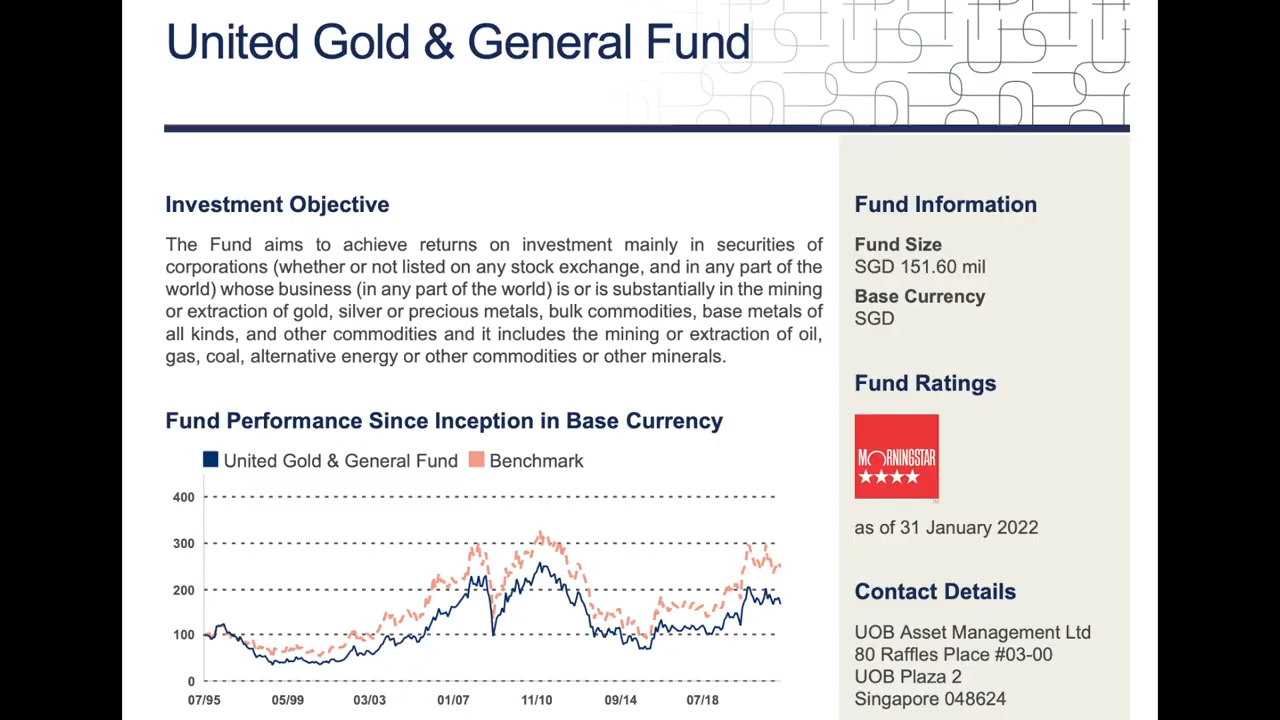 United Gold & General Fund
Investment Objective
The Fund aims to achieve returns on investment mainly in securities of
corporations (whether or not listed on any stock exchange, and in any part of the
world) whose business (in any part of the world) is or is substantially in the mining
or extraction of gold, silver or precious metals, bulk commodities, base metals of
all kinds, and other commodities and it includes the mining or extraction of oil,
gas, coal, alternative energy or other commodities or other minerals.
Fund Performance Since Inception in Base Currency
United Gold & General Fund Benchmark
400
300
200
100
0
07/95 05/99 03/03 01/07 11/10 09/14 07/18
Fund Information
Fund Size
SGD 151.60 mil
Base Currency
SGD
Fund Ratings
MORNINGSTAR
★★★★
TM
as of 31 January 2022
Contact Details
UOB Asset Management Ltd
80 Raffles Place #03-00
UOB Plaza 2
Singapore 048624